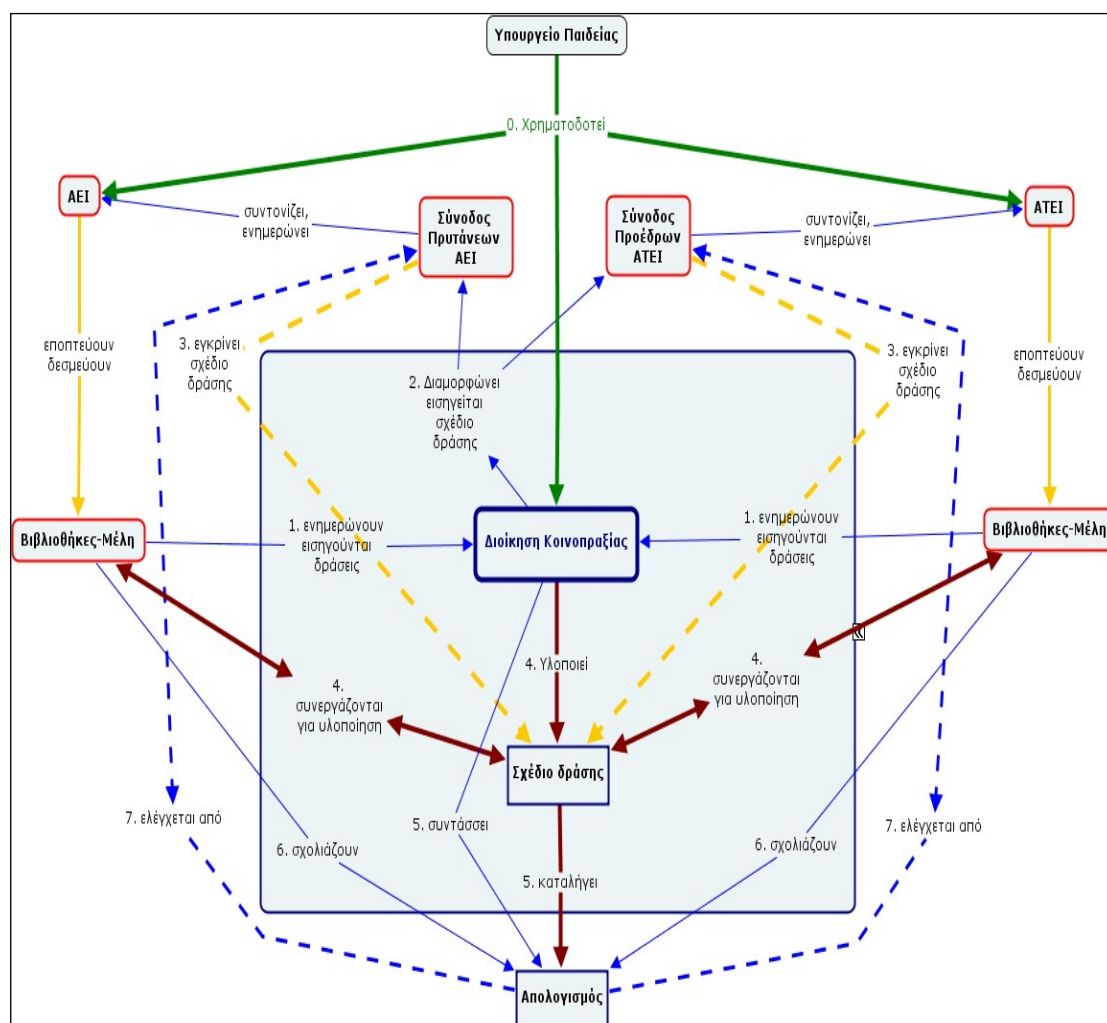 Υπουργείο Παιδείας
0. Χρηματοδοτεί
ΑΕΙ
συντονίζει,
ενημερώνει
Σύνοδος
Πρυτάνεων
ΑΕΙ
Σύνοδος
Προέδρων
ΑΤΕΙ
συντονίζει,
ενημερώνει
ΑΤΕΙ
εποπτεύουν
δεσμεύουν
3. εγκρίνει
σχέδιο
δράσης
2. Διαμορφώνει
εισηγείται
σχέδιο
δράσης
3. εγκρίνει
σχέδιο
δράσης
εποπτεύουν
δεσμεύουν
Βιβλιοθήκες-Μέλη
1. ενημερώνουν
εισηγούνται
δράσεις
Διοίκηση Κοινοπραξίας
1. ενημερώνουν
εισηγούνται
δράσεις
Βιβλιοθήκες-Μέλη
4.
συνεργάζονται
για υλοποίηση
4. Υλοποιεί
4.
συνεργάζονται
για υλοποίηση
Σχέδιο δράσης
7. ελέγχεται από
6. σχολιάζουν
5. συντάσσει
5. καταλήγει
6. σχολιάζουν
7. ελέγχεται από
Απολογισμός